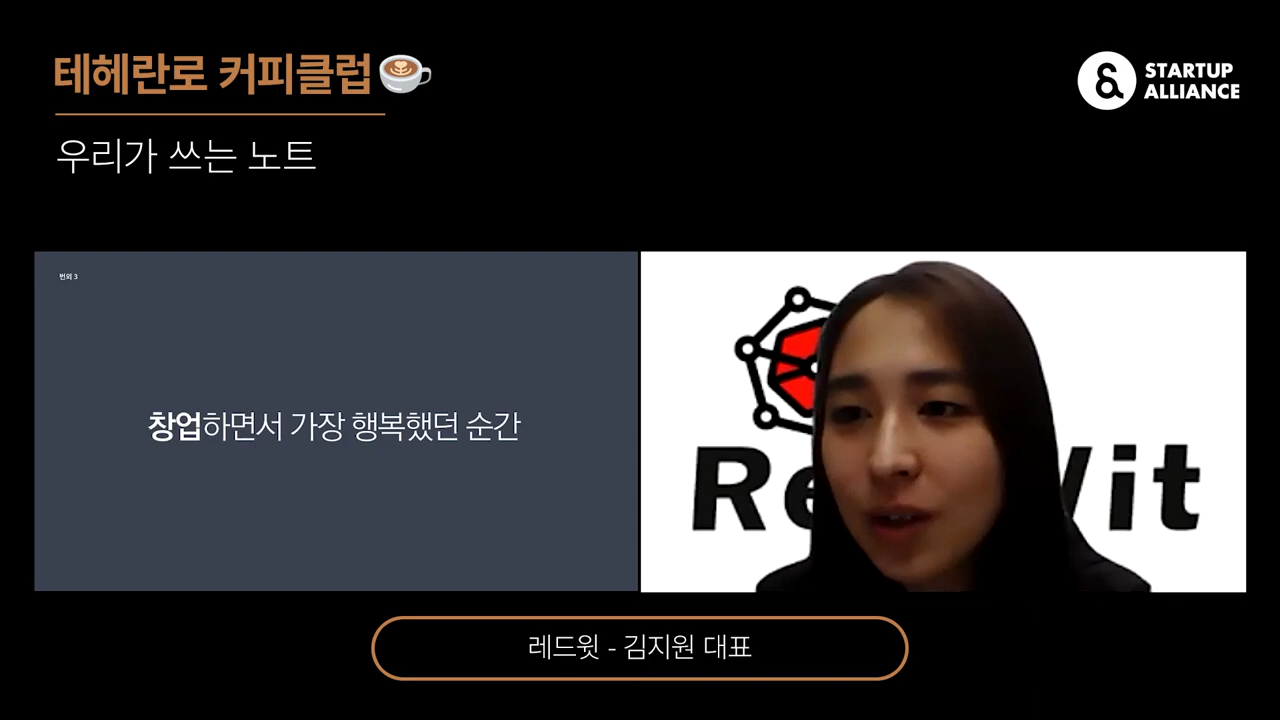 테헤란로 커피클럽
STARTUP
ALLIANCE
우리가 쓰는 노트
번외 3
창업하면서 가장 행복했던 순간
Re Wit
레드윗 - 김지원 대표